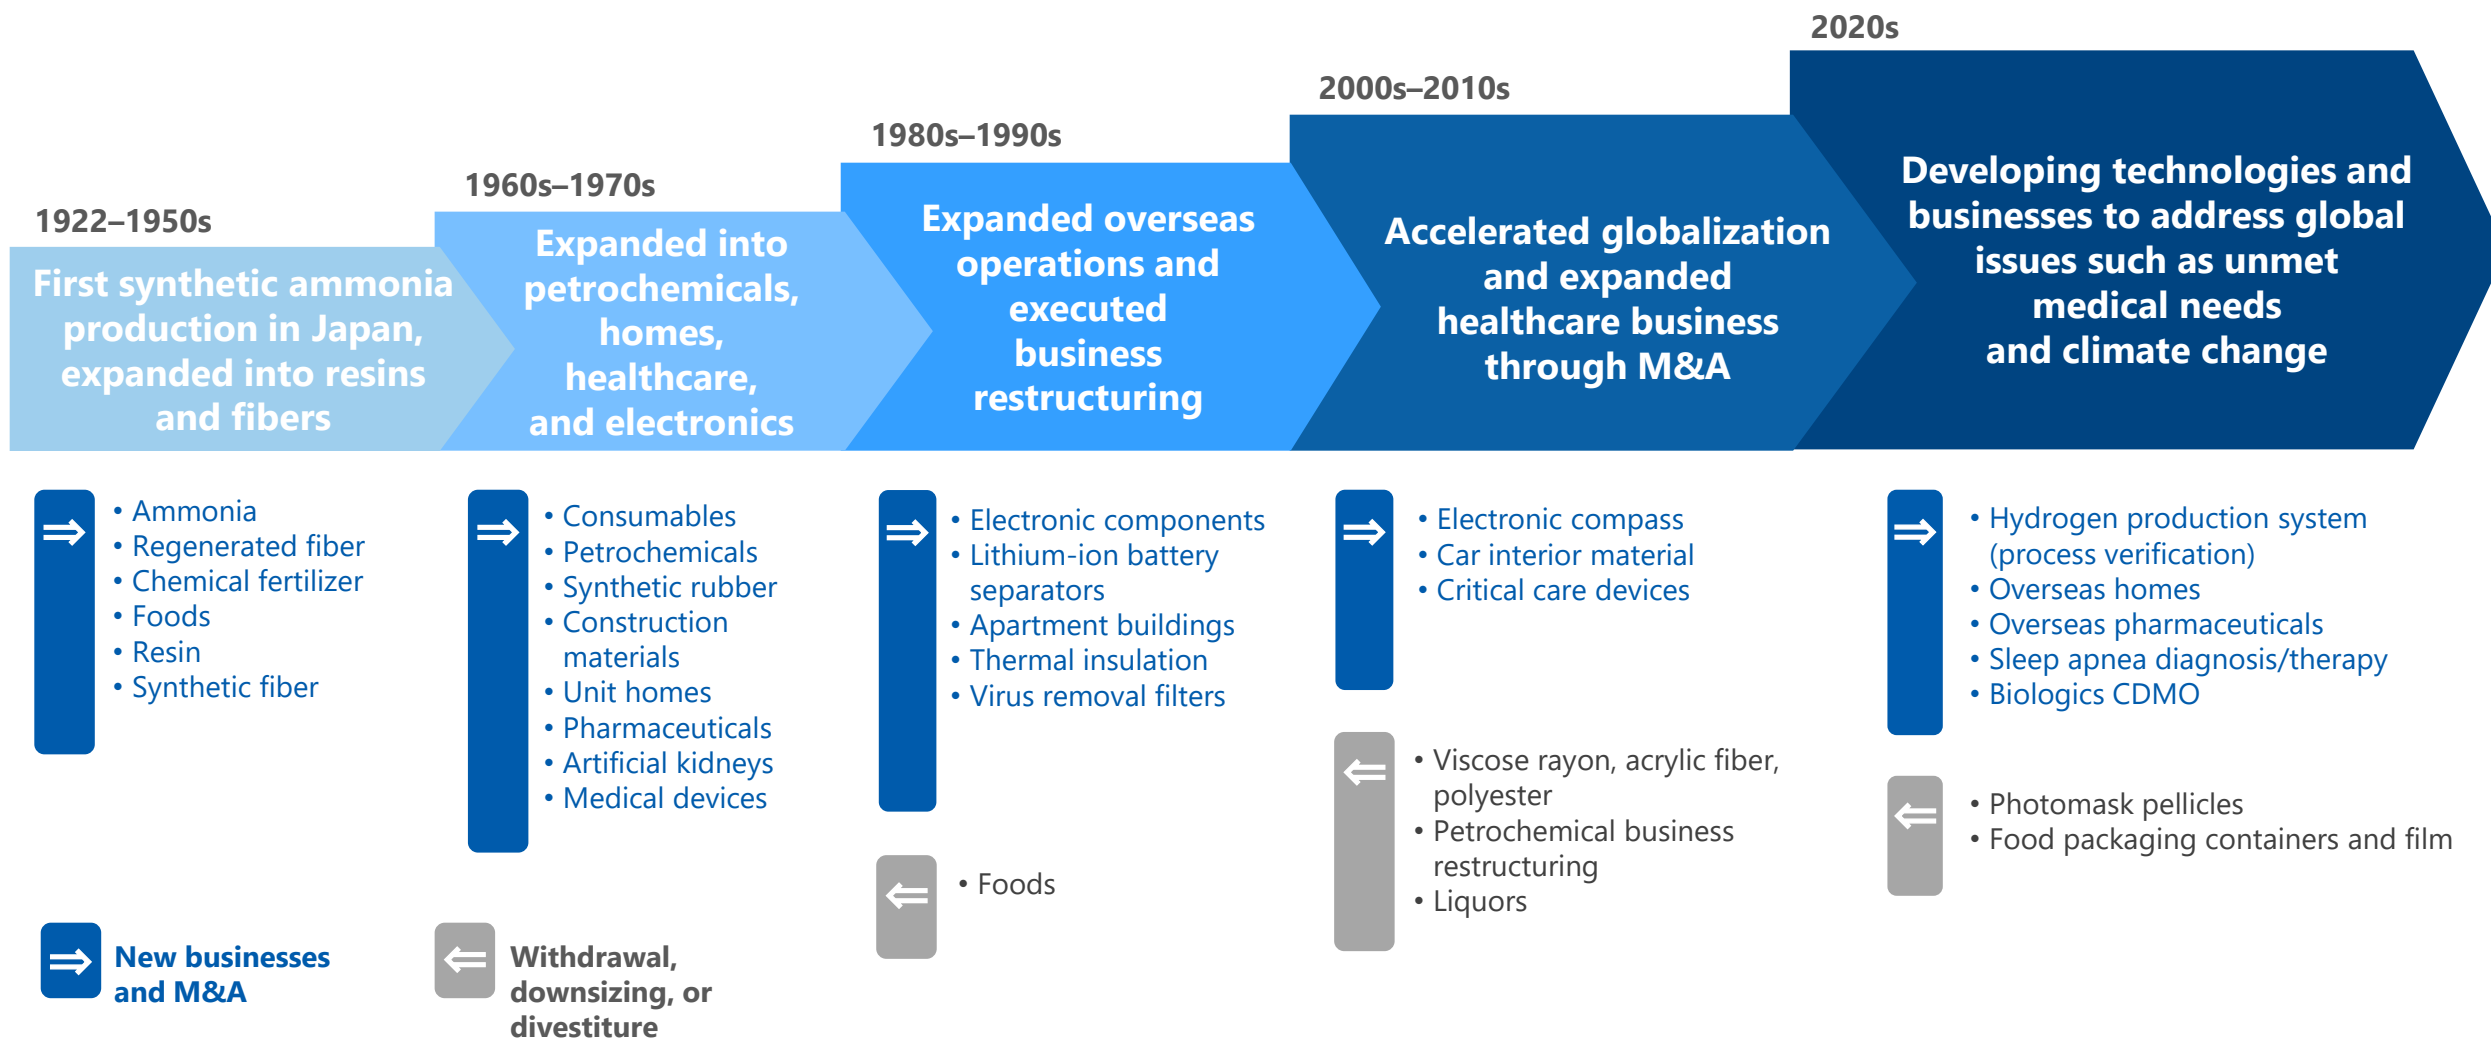 1922–1950s
First synthetic ammonia
production in Japan,
expanded into resins
and fibers
⇒
• Ammonia
• Regenerated fiber
• Chemical fertilizer
• Foods
• Resin
• Synthetic fiber
1960s–1970s
Expanded into
petrochemicals,
homes,
healthcare,
and electronics
⇒
• Consumables
• Petrochemicals
• Synthetic rubber
• Construction
materials
• Unit homes
• Pharmaceuticals
• Artificial kidneys
• Medical devices
1980s–1990s
Expanded overseas
operations and
executed
business
restructuring
⇒
• Electronic components
• Lithium-ion battery
separators
• Apartment buildings
• Thermal insulation
• Virus removal filters
⇐
• Foods
2000s–2010s
Accelerated globalization
and expanded
healthcare business
through M&A
⇒
• Electronic compass
• Car interior material
• Critical care devices
⇐
• Viscose rayon, acrylic fiber,
polyester
• Petrochemical business
restructuring
• Liquors
2020s
Developing technologies and
businesses to address global
issues such as unmet
medical needs
and climate change
⇒
• Hydrogen production system
(process verification)
• Overseas homes
• Overseas pharmaceuticals
• Sleep apnea diagnosis/therapy
• Biologics CDMO
⇐
• Photomask pellicles
• Food packaging containers and film
⇒
New businesses
and M&A
⇐
Withdrawal,
downsizing, or
divestiture